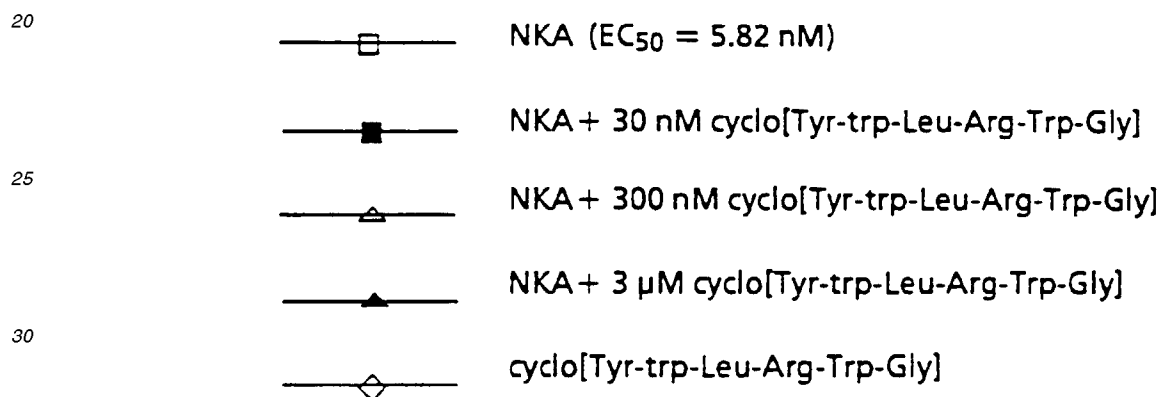 20
NKA (EC50 = 5.82 nM)
NKA + 30 nM cyclo[Tyr-trp-Leu-Arg-Trp-Gly]
25
NKA + 300 nM cyclo[Tyr-trp-Leu-Arg-Trp-Gly]
NKA + 3 µM cyclo[Tyr-trp-Leu-Arg-Trp-Gly]
30
cyclo[Tyr-trp-Leu-Arg-Trp-Gly]